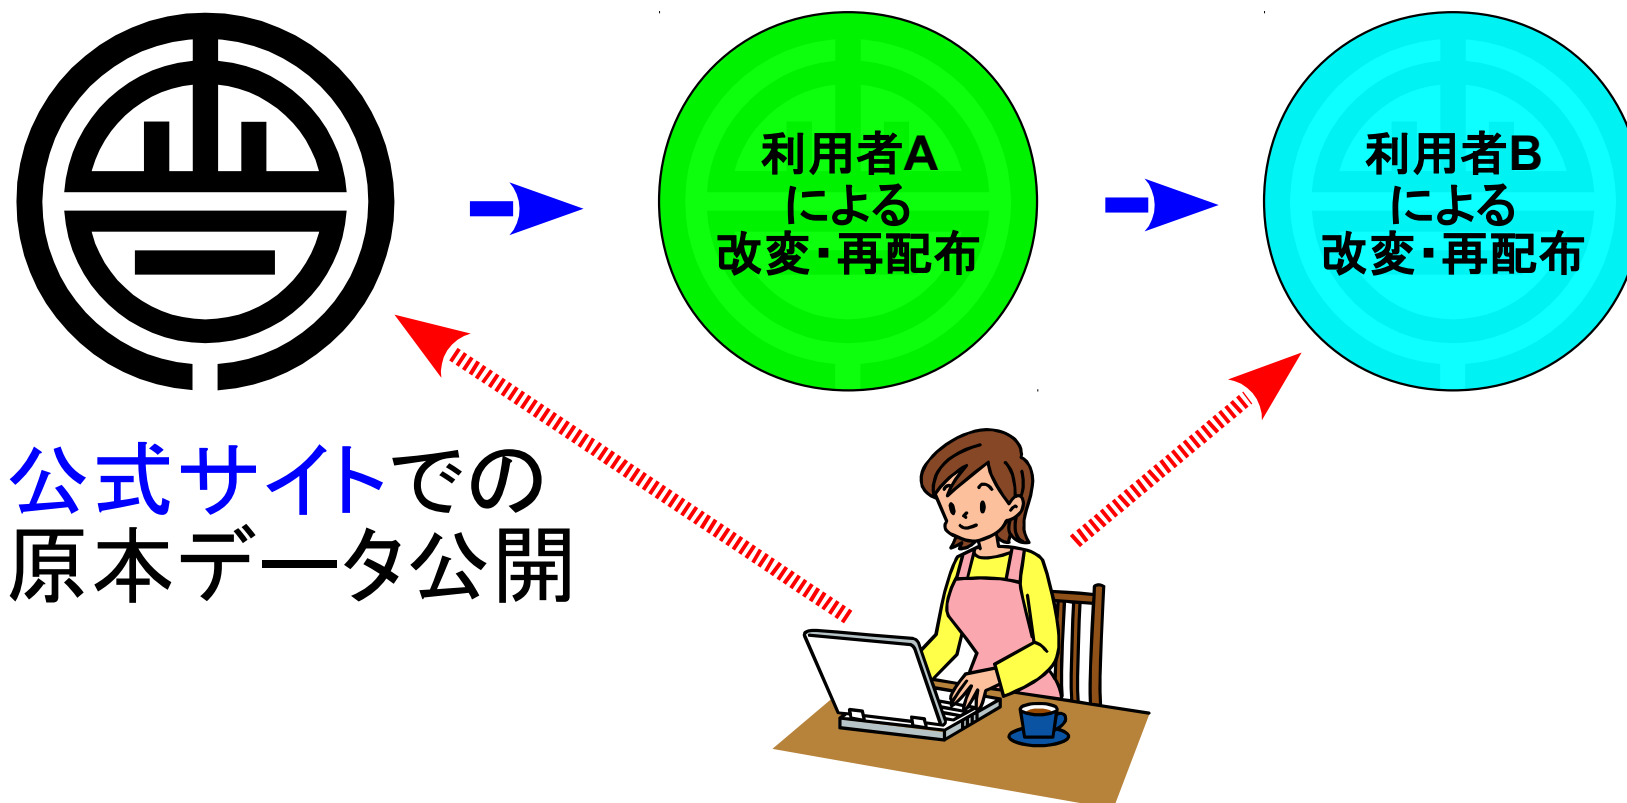 利用者A
による
改変・再配布
利用者B
による
改変・再配布
公式サイトでの
原本データ公開